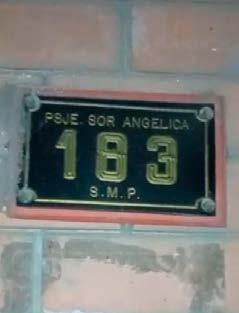 PSJE. SOR ANGELICA
183
S.M.P.